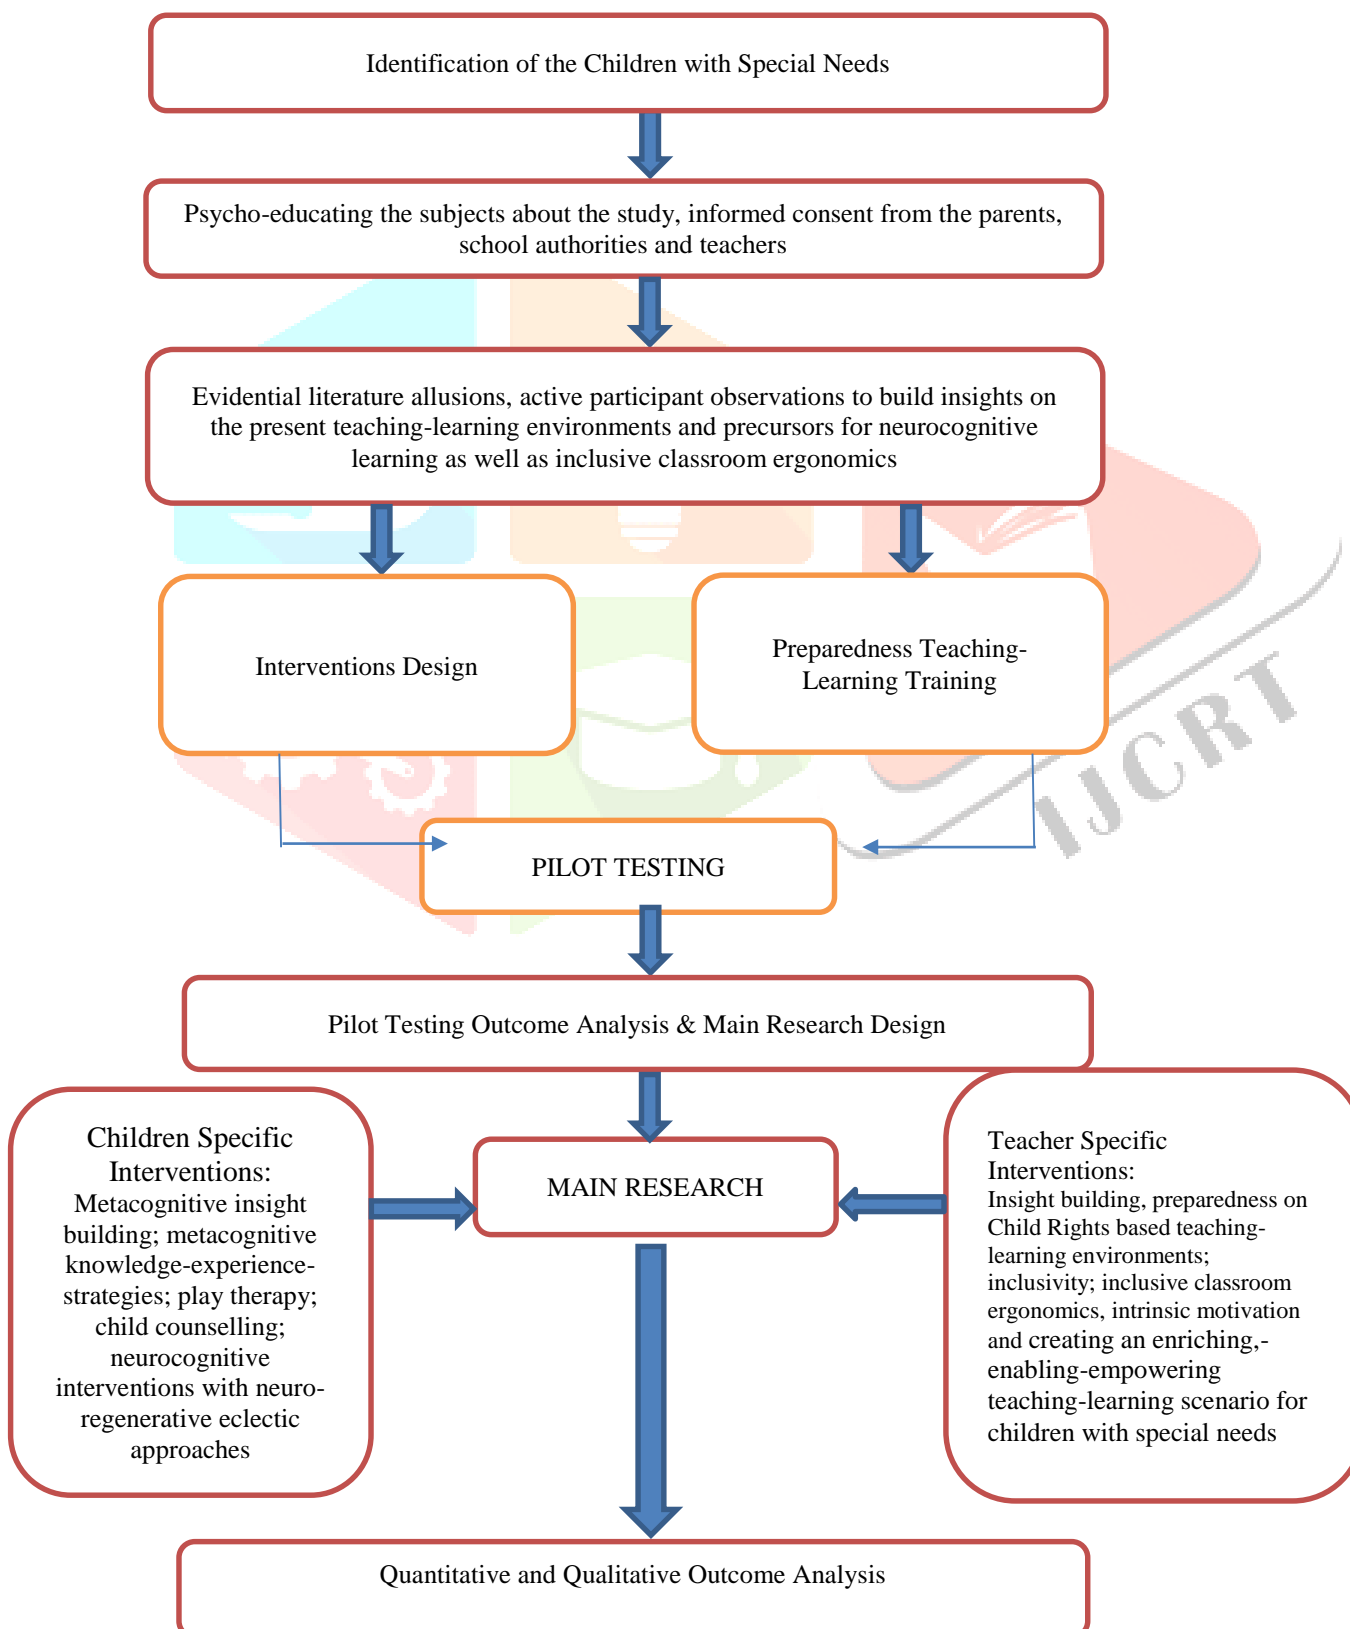 Identification of the Children with Special Needs
Psycho-educating the subjects about the study, informed consent from the parents,
school authorities and teachers
Evidential literature allusions, active participant observations to build insights on
the present teaching-learning environments and precursors for neurocognitive
learning as well as inclusive classroom ergonomics
Interventions Design
Preparedness Teaching-
Learning Training
IJCRT
PILOT TESTING
Pilot Testing Outcome Analysis & Main Research Design
Children Specific
Interventions:
Metacognitive insight
building; metacognitive
knowledge-experience-
strategies; play therapy;
child counselling;
neurocognitive
interventions with neuro-
regenerative eclectic
approaches
MAIN RESEARCH
Teacher Specific
Interventions:
Insight building, preparedness on
Child Rights based teaching-
learning environments;
inclusivity; inclusive classroom
ergonomics, intrinsic motivation
and creating an enriching,-
enabling-empowering
teaching-learning scenario for
children with special needs
Quantitative and Qualitative Outcome Analysis